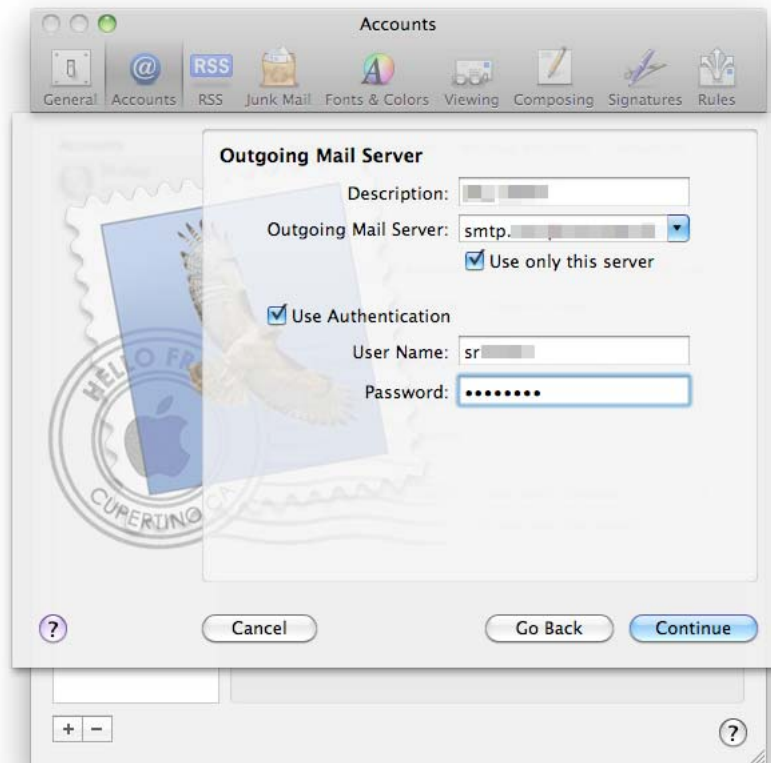 Accounts
General Accounts RSS Junk Mail Fonts & Colors Viewing Composing Signatures Rules
Outgoing Mail Server
Description:
Outgoing Mail Server: smtp.
Use only this server
Use Authentication
User Name: sr
Password: ••••••••
HELLO FR
CUPERTINO CA
? Cancel Go Back Continue
+ − ?